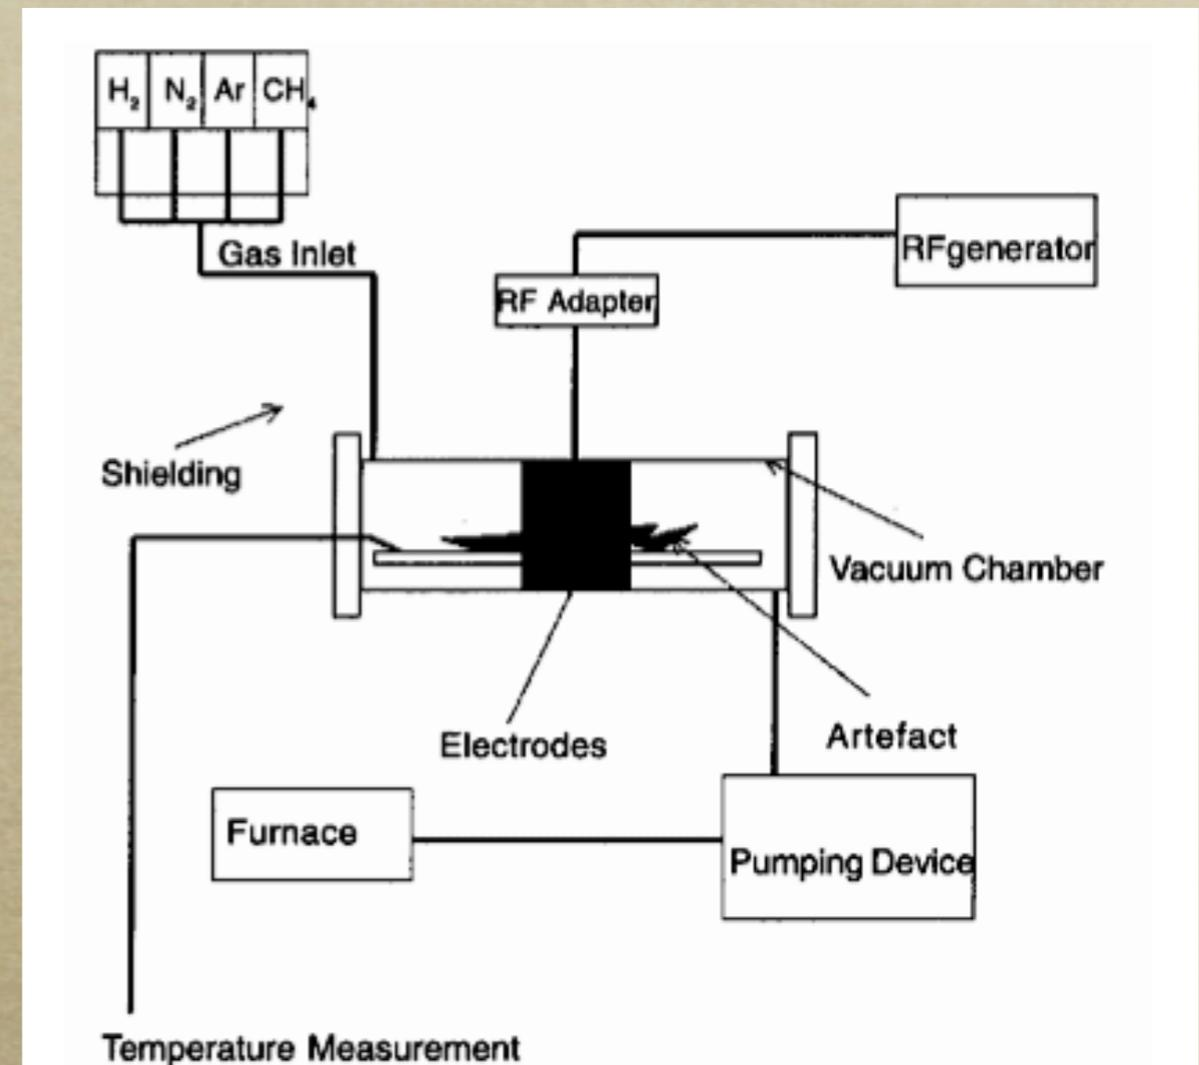 H₂ N₂ Ar CH₄
Gas Inlet
RFgenerator
RF Adapter
Shielding
Vacuum Chamber
Electrodes
Artefact
Furnace
Pumping Device
Temperature Measurement